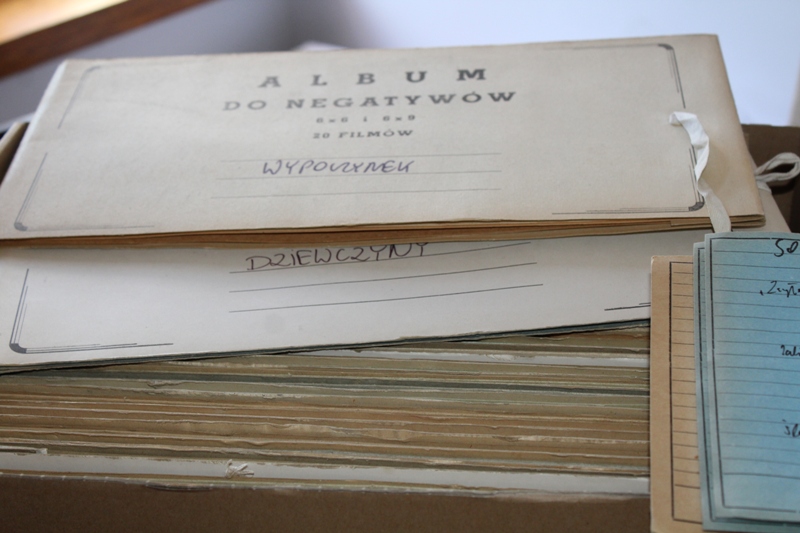 ALBUM
DO NEGATYWÓW
6x6 i 6x9
20 FILMÓW
WYPOCZYNEK
DZIEWCZYNY